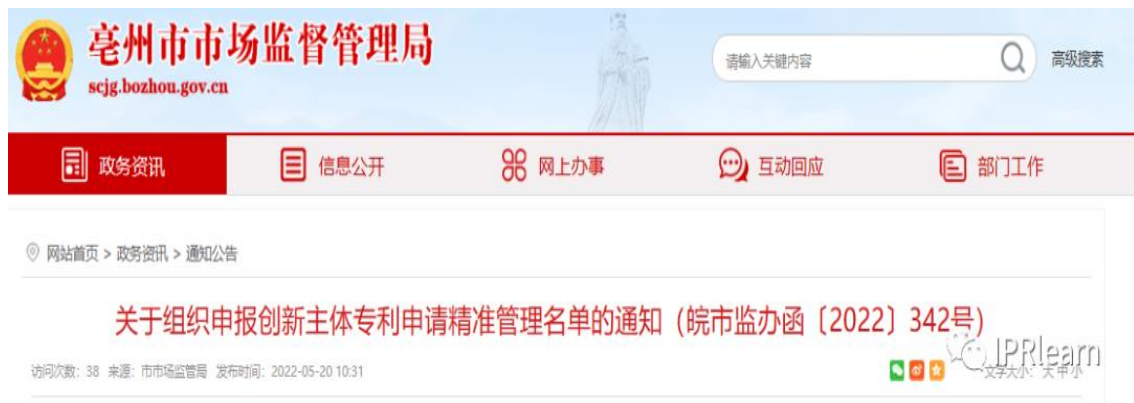 亳州市市场监督管理局
scjg.bozhou.gov.cn
请输入关键内容
高级搜索
政务资讯 信息公开 网上办事 互动回应 部门工作
网站首页 > 政务资讯 > 通知公告
关于组织申报创新主体专利申请精准管理名单的通知（皖市监办函〔2022〕342号）
访问次数：38 来源：市市场监管局 发布时间：2022-05-20 10:31 文字大小：大 中 小
IPRlearn